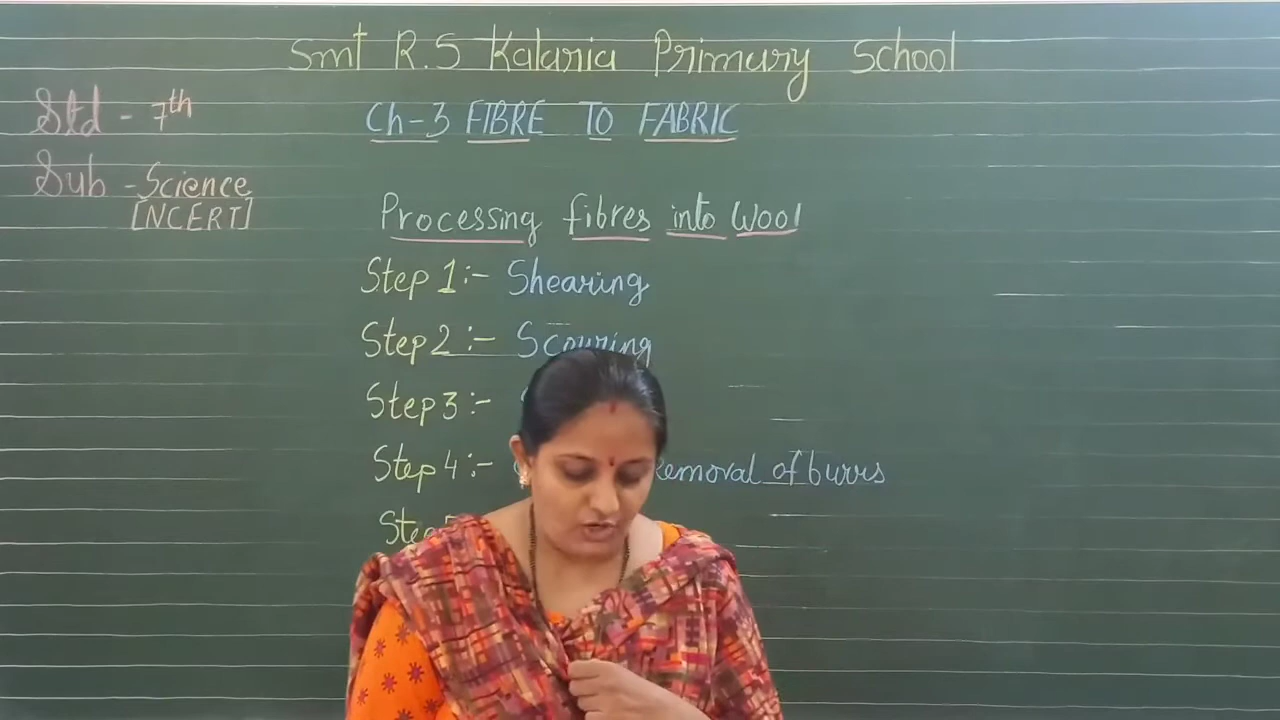 Smt R.S Kalaria Primary School
Std - 7th
Ch-3 FIBRE TO FABRIC
Sub - Science
[NCERT]
Processing fibres into Wool
Step 1:- Shearing
Step 2:- Scouring
Step 3:-
Step 4:- Removal of burrs